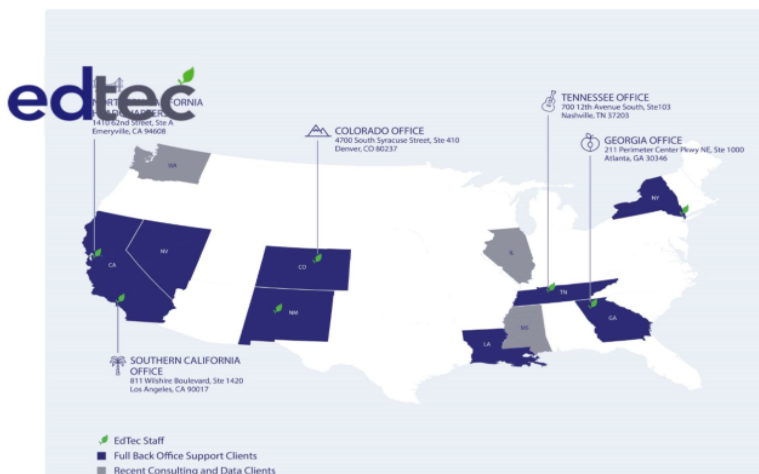 edtec
NORTHERN CALIFORNIA
HEADQUARTERS
1410 62nd Street, Ste A
Emeryville, CA 94608
COLORADO OFFICE
4700 South Syracuse Street, Ste 410
Denver, CO 80237
TENNESSEE OFFICE
700 12th Avenue South, Ste103
Nashville, TN 37203
GEORGIA OFFICE
211 Perimeter Center Pkwy NE, Ste 1000
Atlanta, GA 30346
WA
NY
NV
CA
CO
IL
NM
TN
GA
MS
LA
SOUTHERN CALIFORNIA
OFFICE
811 Wilshire Boulevard, Ste 1420
Los Angeles, CA 90017
EdTec Staff
Full Back Office Support Clients
Recent Consulting and Data Clients